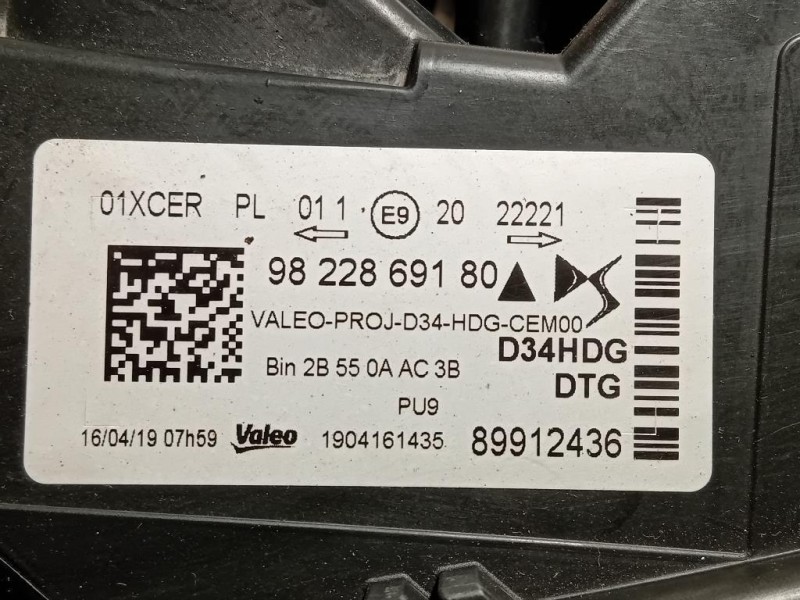 01XCER PL 01 1 E9 20 22221
98 228 691 80 DS
VALEO-PROJ-D34-HDG-CEM00
D34HDG
Bin 2B 55 0A AC 3B
DTG
PU9
16/04/19 07h59 Valeo 1904161435 89912436